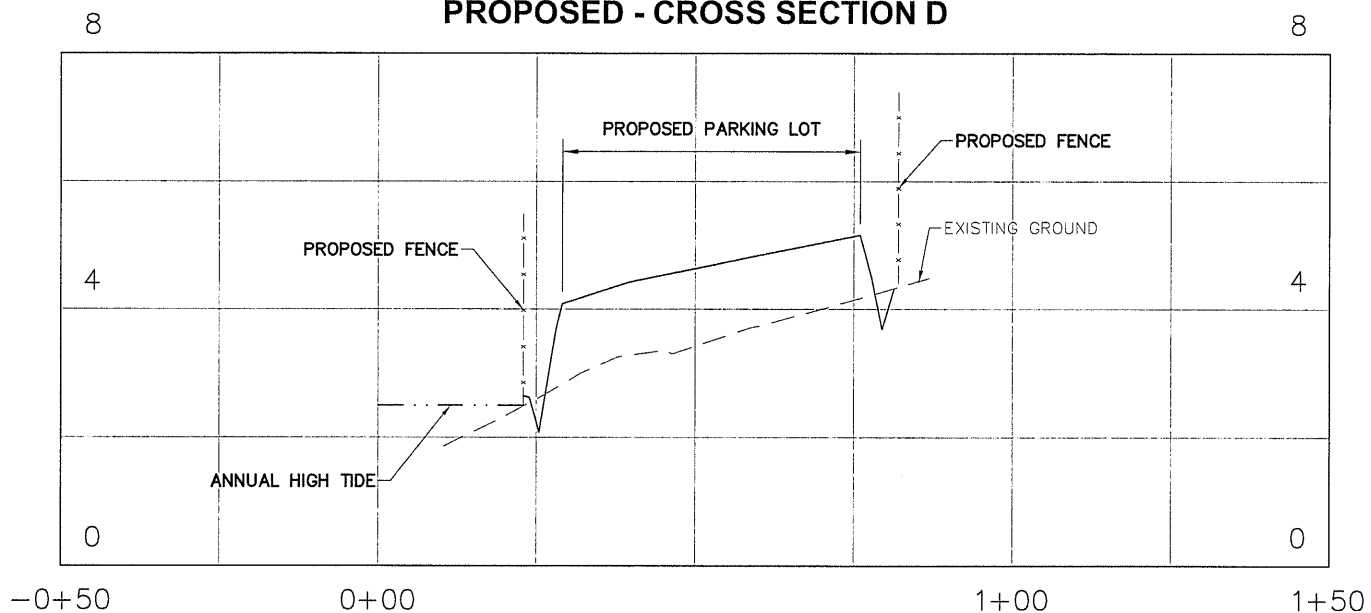 PROPOSED - CROSS SECTION D
8 8
PROPOSED PARKING LOT
PROPOSED FENCE
EXISTING GROUND
PROPOSED FENCE
4 4
ANNUAL HIGH TIDE
0 0
-0+50 0+00 1+00 1+50